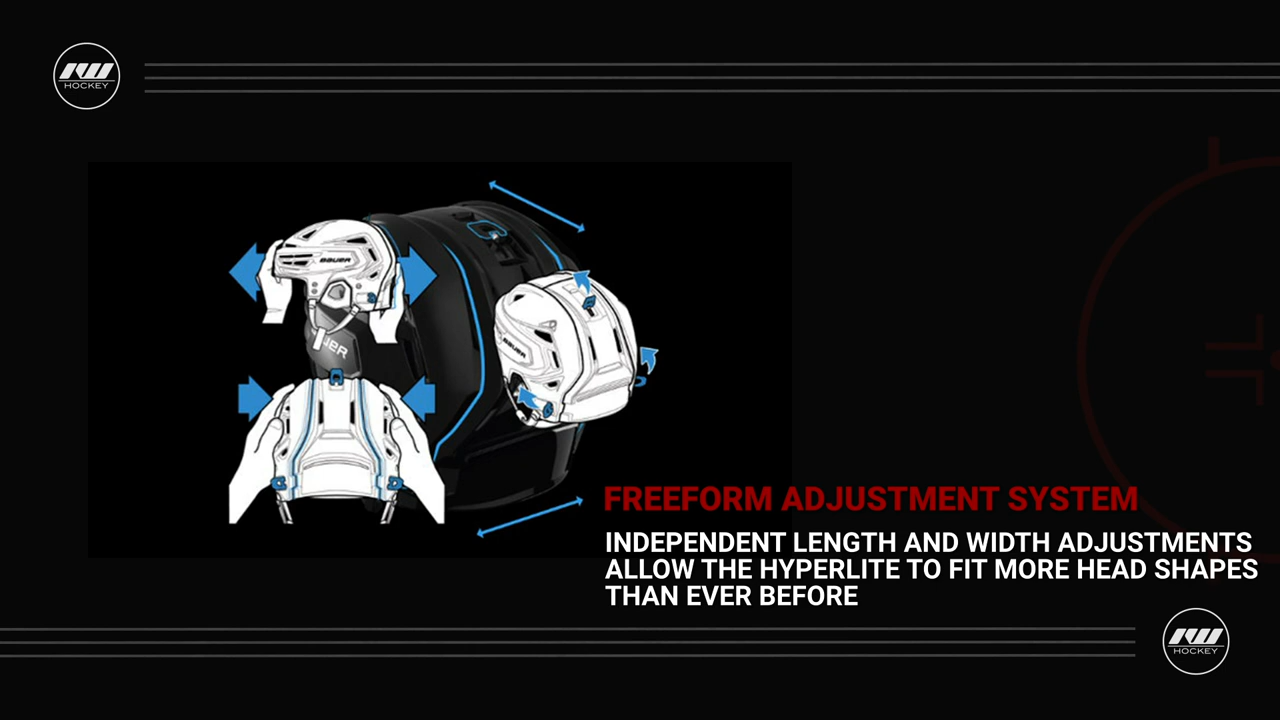 HOCKEY
BAUER
BAUER
UER
FREEFORM ADJUSTMENT SYSTEM
INDEPENDENT LENGTH AND WIDTH ADJUSTMENTS
ALLOW THE HYPERLITE TO FIT MORE HEAD SHAPES
THAN EVER BEFORE
HOCKEY